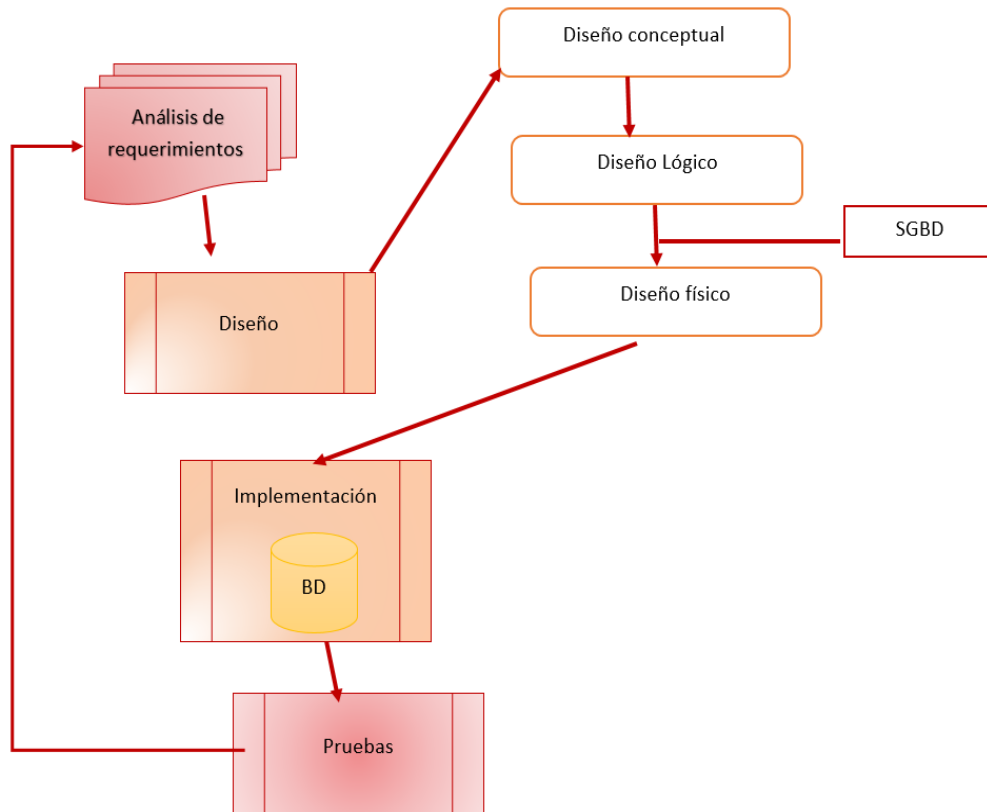 Diseño conceptual
Análisis de
requerimientos
Diseño Lógico
SGBD
Diseño físico
Diseño
Implementación
BD
Pruebas